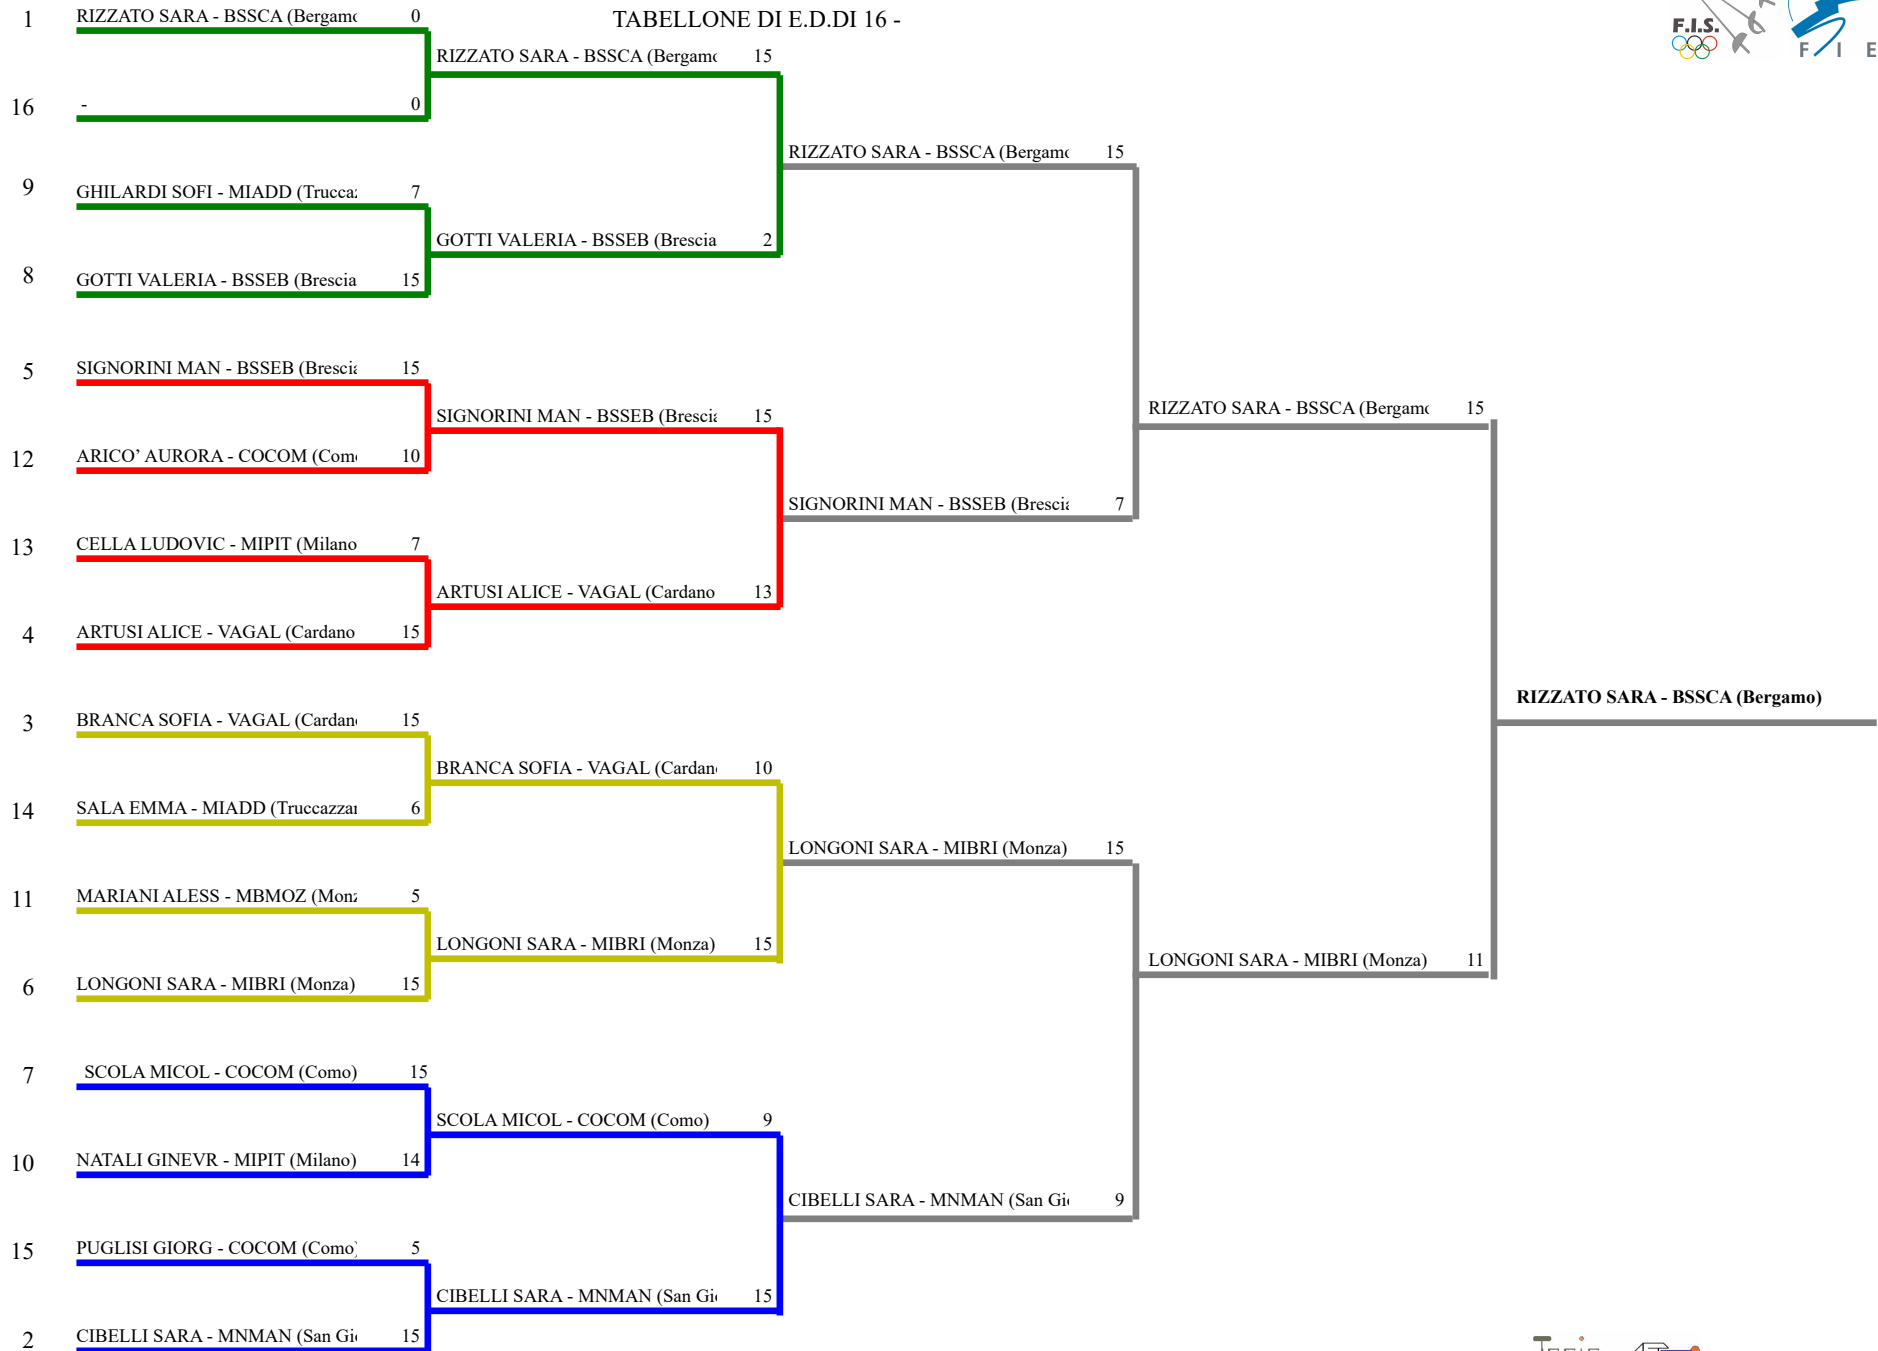 TABELLONE DI E.D.DI 16 -
F.I.S.
F I E
1 RIZZATO SARA - BSSCA (Bergamo 0
RIZZATO SARA - BSSCA (Bergamo 15
16 - 0
RIZZATO SARA - BSSCA (Bergamo 15
9 GHILARDI SOFI - MIADD (Truccaz 7
GOTTI VALERIA - BSSEB (Brescia 2
8 GOTTI VALERIA - BSSEB (Brescia 15
5 SIGNORINI MAN - BSSEB (Brescia 15
RIZZATO SARA - BSSCA (Bergamo 15
SIGNORINI MAN - BSSEB (Brescia 15
12 ARICO' AURORA - COCOM (Como 10
SIGNORINI MAN - BSSEB (Brescia 7
13 CELLA LUDOVIC - MIPIT (Milano 7
ARTUSI ALICE - VAGAL (Cardano 13
4 ARTUSI ALICE - VAGAL (Cardano 15
RIZZATO SARA - BSSCA (Bergamo)
3 BRANCA SOFIA - VAGAL (Cardano 15
BRANCA SOFIA - VAGAL (Cardano 10
14 SALA EMMA - MIADD (Truccazzan 6
LONGONI SARA - MIBRI (Monza) 15
11 MARIANI ALESS - MBMOZ (Monz 5
LONGONI SARA - MIBRI (Monza) 15
LONGONI SARA - MIBRI (Monza) 11
6 LONGONI SARA - MIBRI (Monza) 15
7 SCOLA MICOL - COCOM (Como) 15
SCOLA MICOL - COCOM (Como) 9
10 NATALI GINEVR - MIPIT (Milano) 14
CIBELLI SARA - MNMAN (San Gio 9
15 PUGLISI GIORG - COCOM (Como) 5
CIBELLI SARA - MNMAN (San Gio 15
2 CIBELLI SARA - MNMAN (San Gio 15